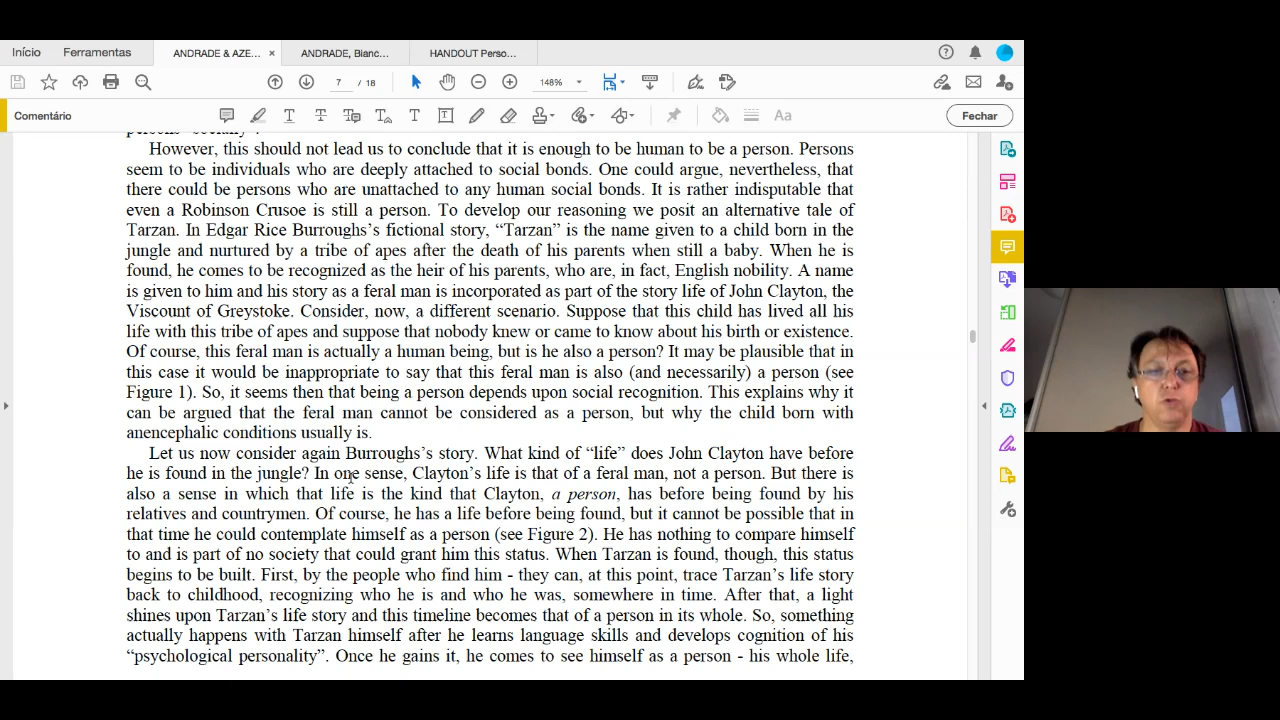 Início Ferramentas ANDRADE & AZE... × ANDRADE, Bianc... HANDOUT Perso...
7 / 18 148%
Comentário Fechar
However, this should not lead us to conclude that it is enough to be human to be a person. Persons
seem to be individuals who are deeply attached to social bonds. One could argue, nevertheless, that
there could be persons who are unattached to any human social bonds. It is rather indisputable that
even a Robinson Crusoe is still a person. To develop our reasoning we posit an alternative tale of
Tarzan. In Edgar Rice Burroughs's fictional story, “Tarzan” is the name given to a child born in the
jungle and nurtured by a tribe of apes after the death of his parents when still a baby. When he is
found, he comes to be recognized as the heir of his parents, who are, in fact, English nobility. A name
is given to him and his story as a feral man is incorporated as part of the story life of John Clayton, the
Viscount of Greystoke. Consider, now, a different scenario. Suppose that this child has lived all his
life with this tribe of apes and suppose that nobody knew or came to know about his birth or existence.
Of course, this feral man is actually a human being, but is he also a person? It may be plausible that in
this case it would be inappropriate to say that this feral man is also (and necessarily) a person (see
Figure 1). So, it seems then that being a person depends upon social recognition. This explains why it
can be argued that the feral man cannot be considered as a person, but why the child born with
anencephalic conditions usually is.
Let us now consider again Burroughs's story. What kind of “life” does John Clayton have before
he is found in the jungle? In one sense, Clayton's life is that of a feral man, not a person. But there is
also a sense in which that life is the kind that Clayton, a person, has before being found by his
relatives and countrymen. Of course, he has a life before being found, but it cannot be possible that in
that time he could contemplate himself as a person (see Figure 2). He has nothing to compare himself
to and is part of no society that could grant him this status. When Tarzan is found, though, this status
begins to be built. First, by the people who find him - they can, at this point, trace Tarzan's life story
back to childhood, recognizing who he is and who he was, somewhere in time. After that, a light
shines upon Tarzan's life story and this timeline becomes that of a person in its whole. So, something
actually happens with Tarzan himself after he learns language skills and develops cognition of his
“psychological personality”. Once he gains it, he comes to see himself as a person - his whole life,